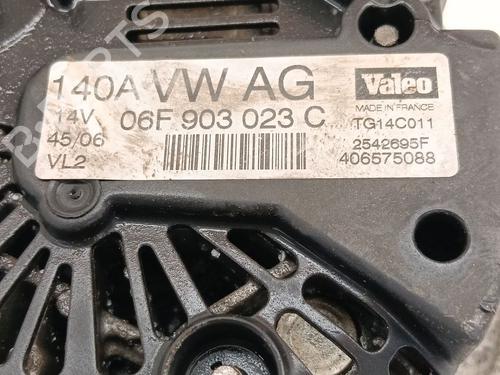 140A VW AG
14V 06F 903 023 C
45/06
VL2
Valeo
MADE IN FRANCE
TG14C011
2542695F
406575088